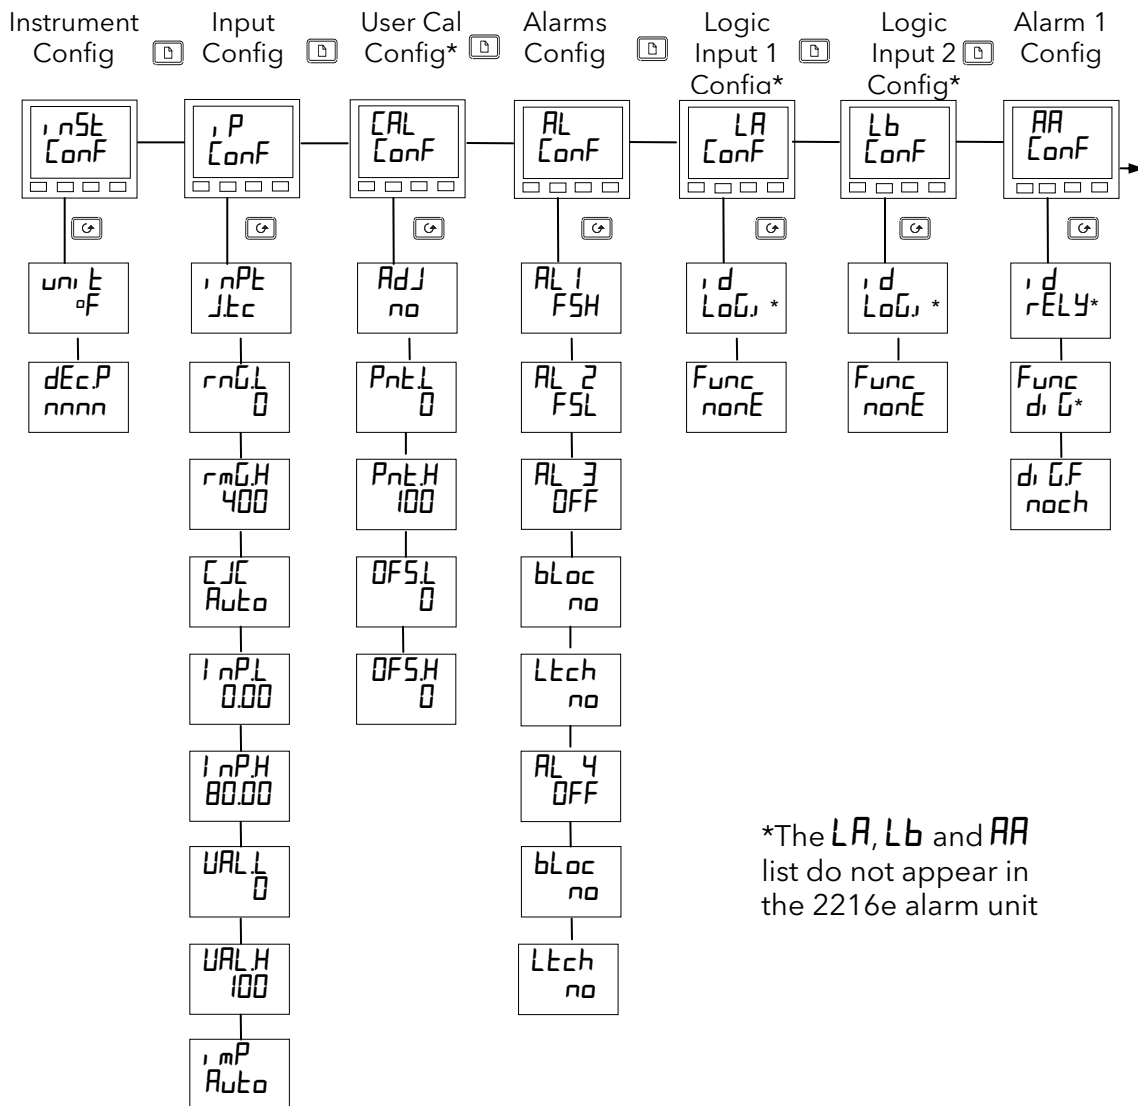 Instrument
Config
Input
Config
User Cal
Config*
Alarms
Config
Logic
Input 1
Config*
Logic
Input 2
Config*
Alarm 1
Config
inSt
ConF
iP
ConF
CAL
ConF
AL
ConF
LA
ConF
Lb
ConF
AA
ConF
unit
°F
dEc.P
nnnn
inPt
J.tc
rnG.L
0
rmG.H
400
CJC
Auto
InP.L
0.00
InP.H
80.00
VAL.L
0
VAL.H
100
imP
Auto
AdJ
no
Pnt.L
0
Pnt.H
100
OFS.L
0
OFS.H
0
AL 1
FSH
AL 2
FSL
AL 3
OFF
bLoc
no
Ltch
no
AL 4
OFF
bLoc
no
Ltch
no
id
LoG.i *
Func
nonE
id
LoG.i *
Func
nonE
id
rELY*
Func
diG*
diG.F
noch
*The LA, Lb and AA
list do not appear in
the 2216e alarm unit